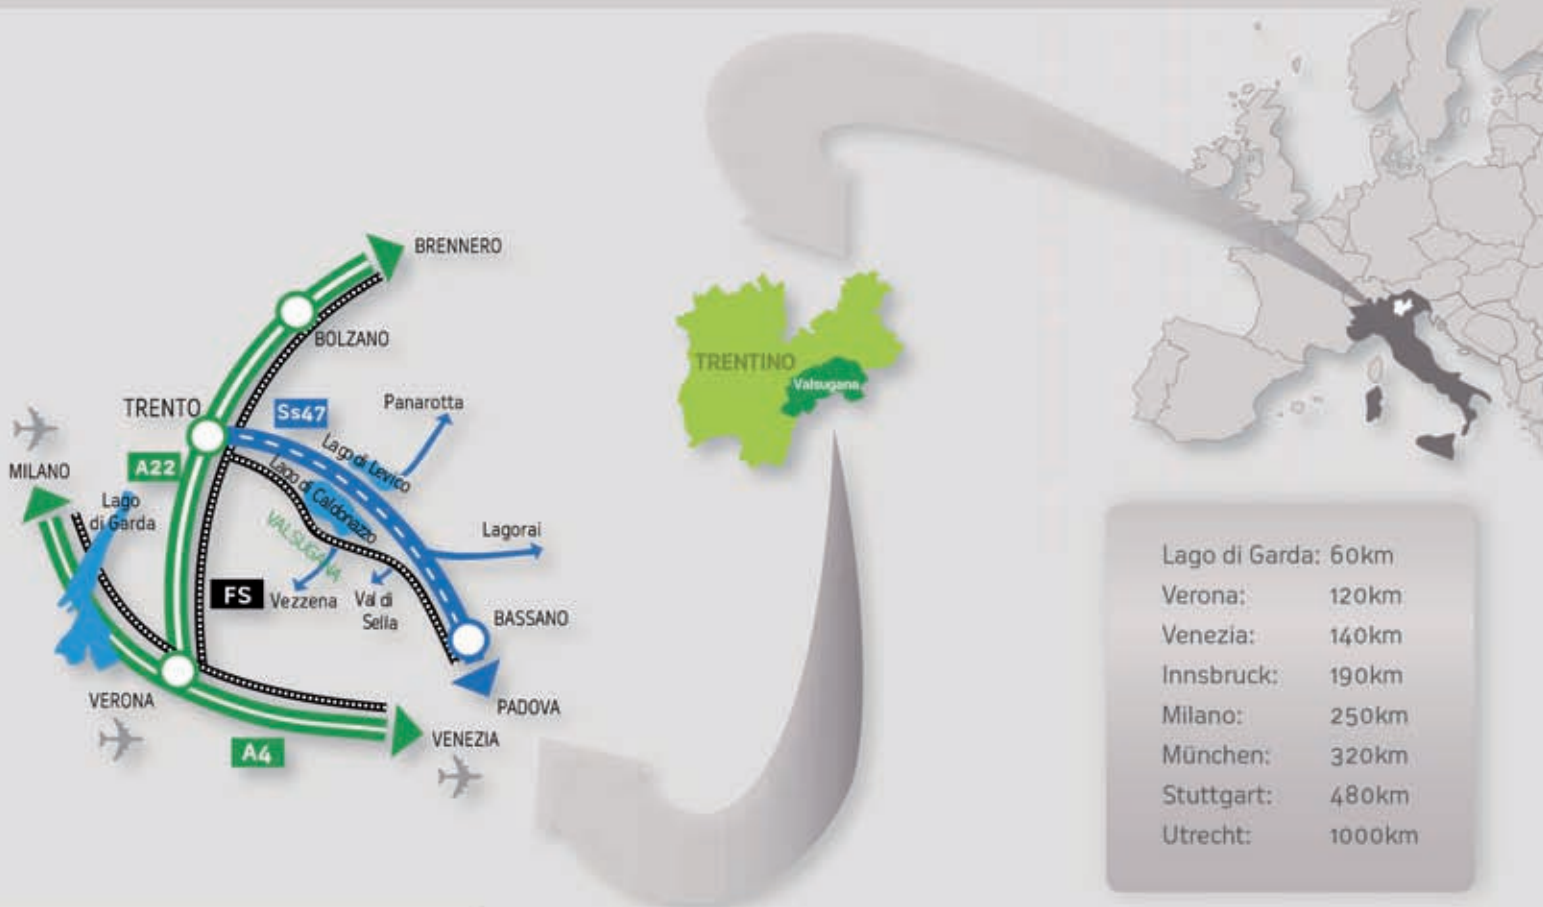 BRENNERO
BOLZANO
TRENTO
Ss47
Panarotta
MILANO
A22
Lago di Levico
Lago di Caldonazzo
Lago
di Garda
VALSUGANA
Lagorai
FS
Vezzena
Val di
Sella
BASSANO
VERONA
PADOVA
A4
VENEZIA
TRENTINO
Valsugana
Lago di Garda: 60km
Verona: 120km
Venezia: 140km
Innsbruck: 190km
Milano: 250km
München: 320km
Stuttgart: 480km
Utrecht: 1000km